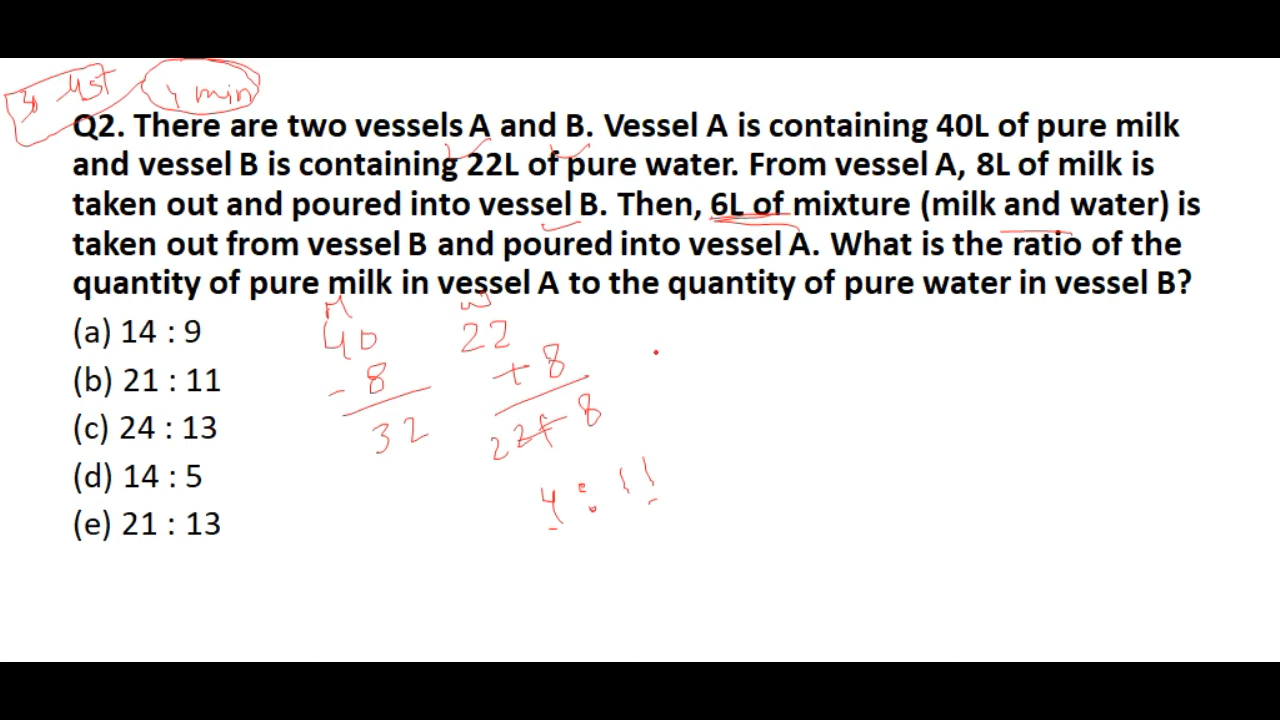 1 min
Q2. There are two vessels A and B. Vessel A is containing 40L of pure milk
and vessel B is containing 22L of pure water. From vessel A, 8L of milk is
taken out and poured into vessel B. Then, 6L of mixture (milk and water) is
taken out from vessel B and poured into vessel A. What is the ratio of the
quantity of pure milk in vessel A to the quantity of pure water in vessel B?
M W
(a) 14 : 9
40 22
(b) 21 : 11
- 8 + 8
(c) 24 : 13
32 22+8
(d) 14 : 5
4 : 11
(e) 21 : 13